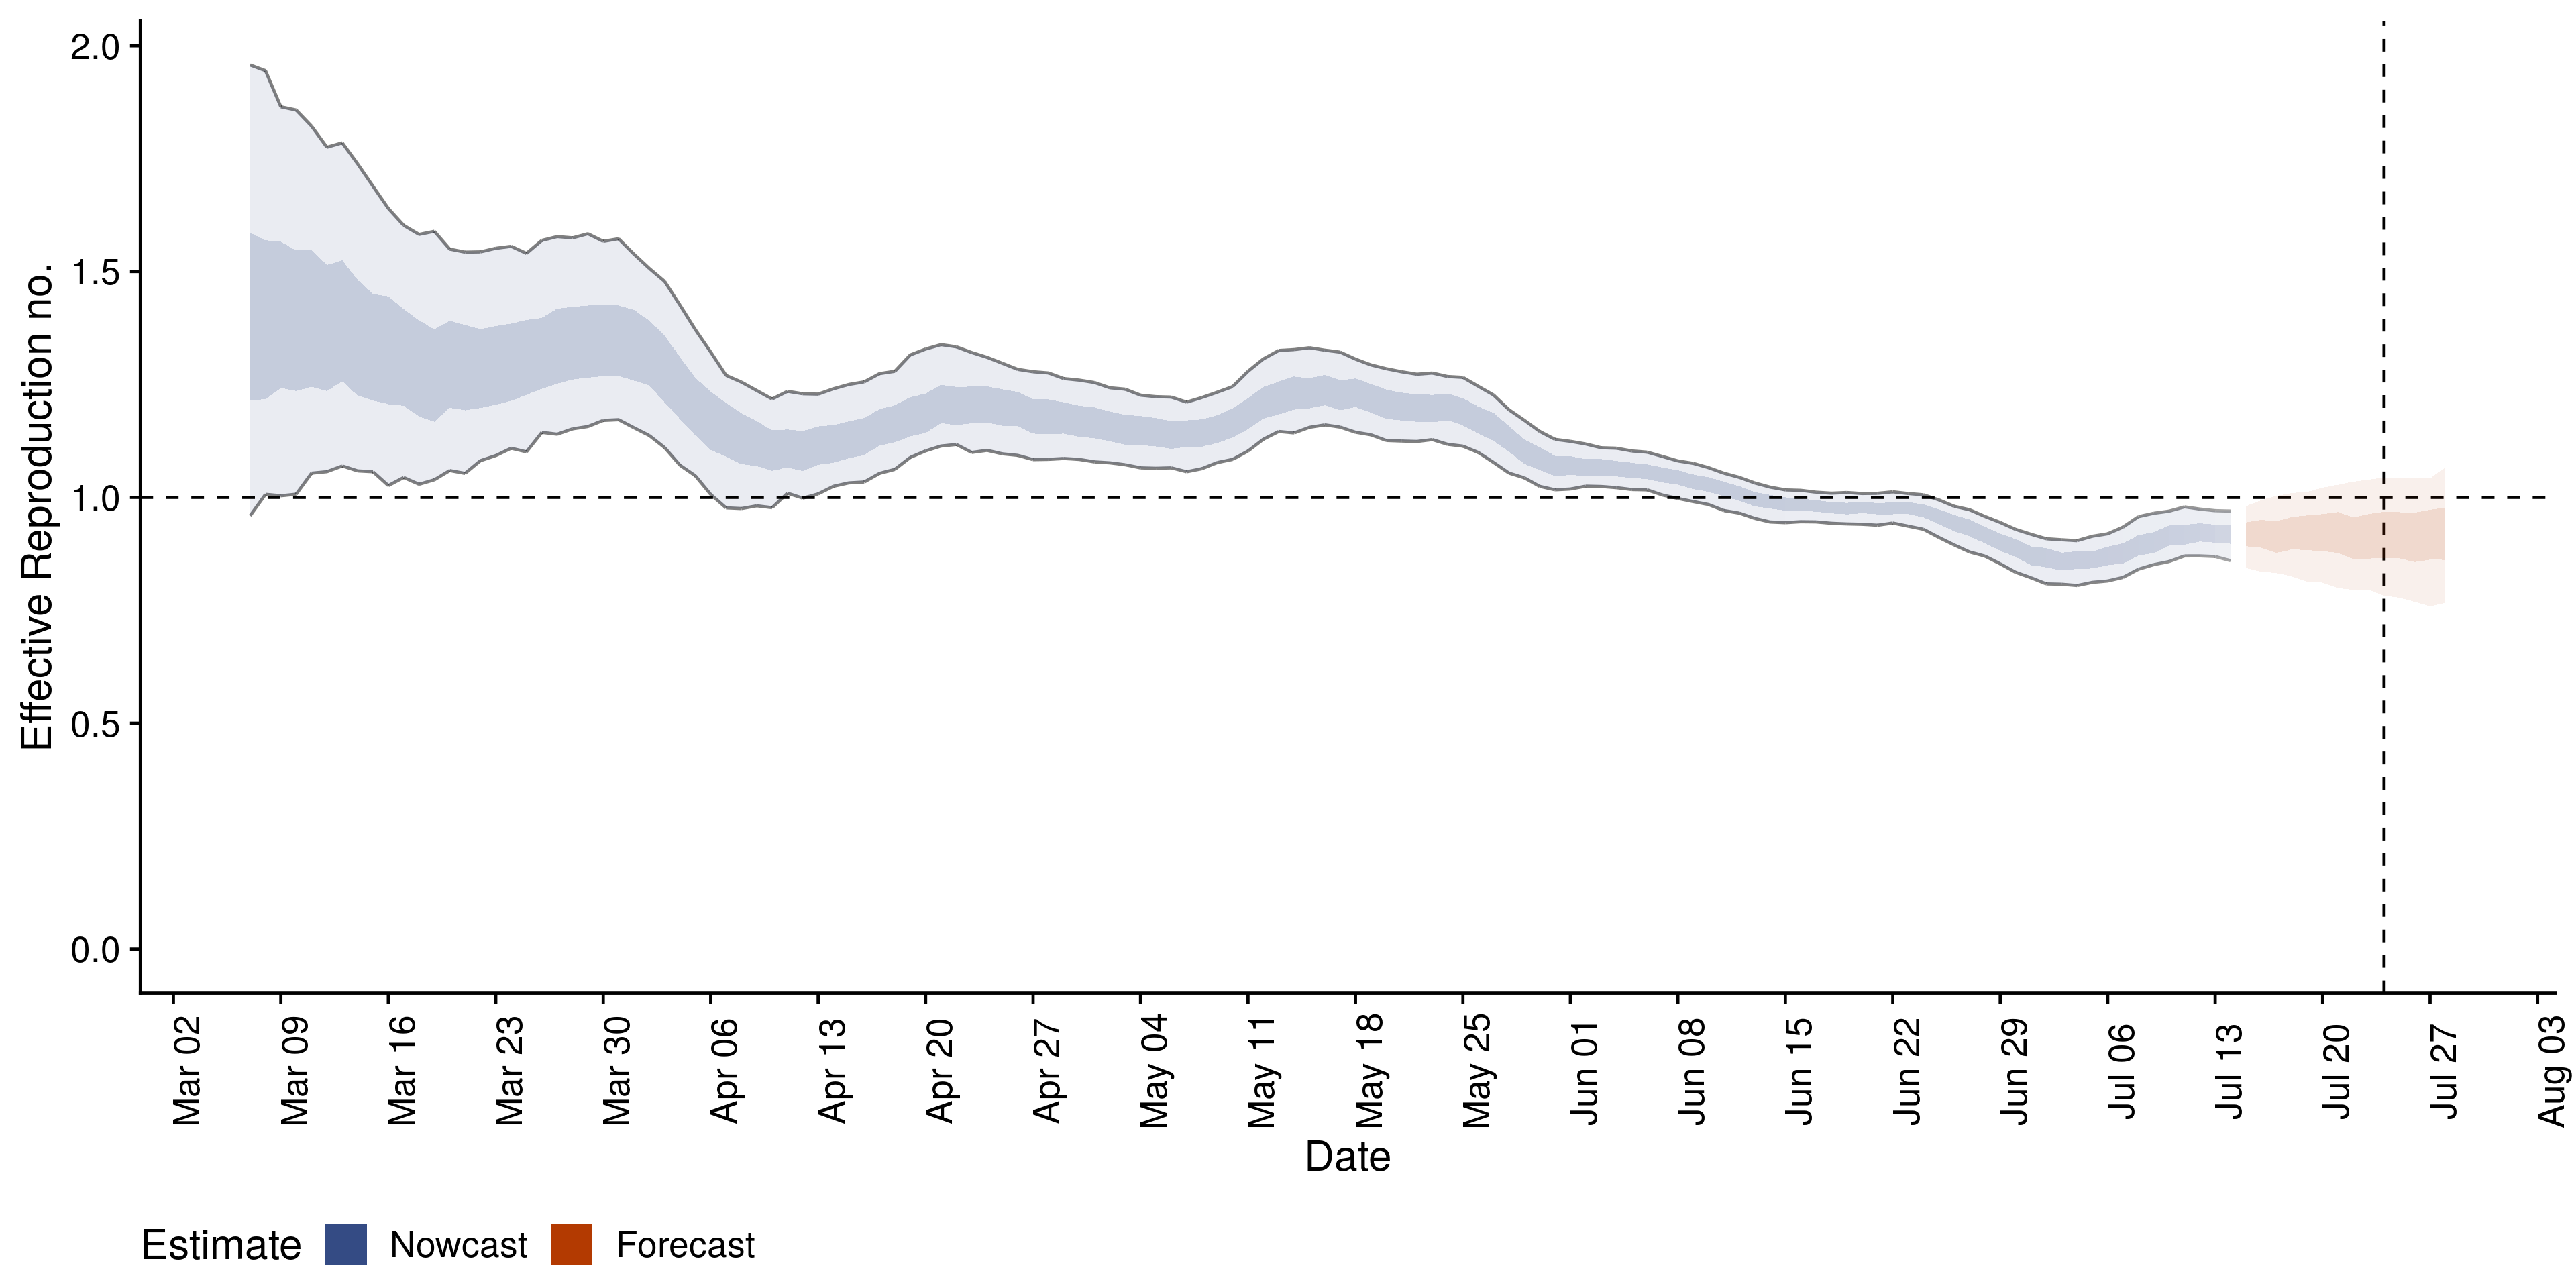 Effective Reproduction no.
2.0
1.5
1.0
0.5
0.0
Mar 02
Mar 09
Mar 16
Mar 23
Mar 30
Apr 06
Apr 13
Apr 20
Apr 27
May 04
May 11
May 18
May 25
Jun 01
Jun 08
Jun 15
Jun 22
Jun 29
Jul 06
Jul 13
Jul 20
Jul 27
Aug 03
Date
Estimate Nowcast Forecast